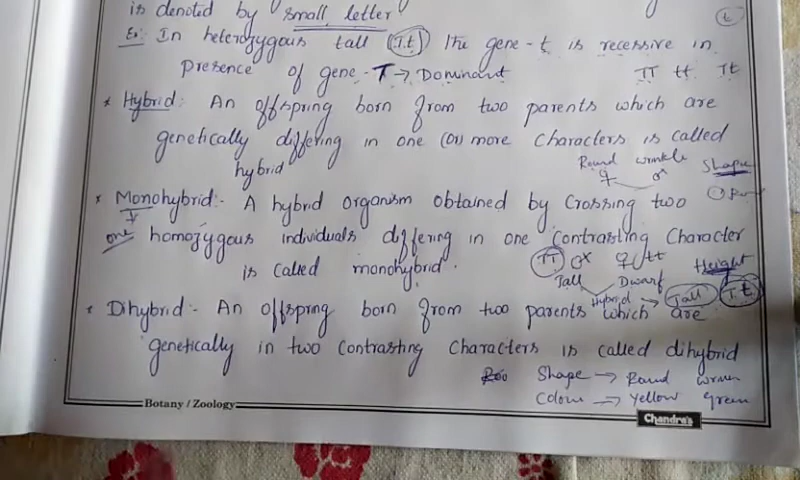 is denoted by small letter
t
Ex: In heterozygous tall (T.t) The gene-t is recessive in
Presence of gene-T → Dominant TT tt Tt
* Hybrid: An offspring born from two parents which are
genetically differing in one (or) more characters is called
hybrid
Round wrinkle Shape
♀ ♂
* Monohybrid:- A hybrid organism obtained by Crossing two
one homozygous individuals differing in one Contrasting Character
is called monohybrid.
TT ♂ x ♀ tt Height
Tall Dwarf
Hybrid → Tall T.t
* Dihybrid:- An offspring born from two parents which are
genetically in two Contrasting Characters is called dihybrid
Shape → Round
Colour → Yellow green
Botany / Zoology
Chandra's